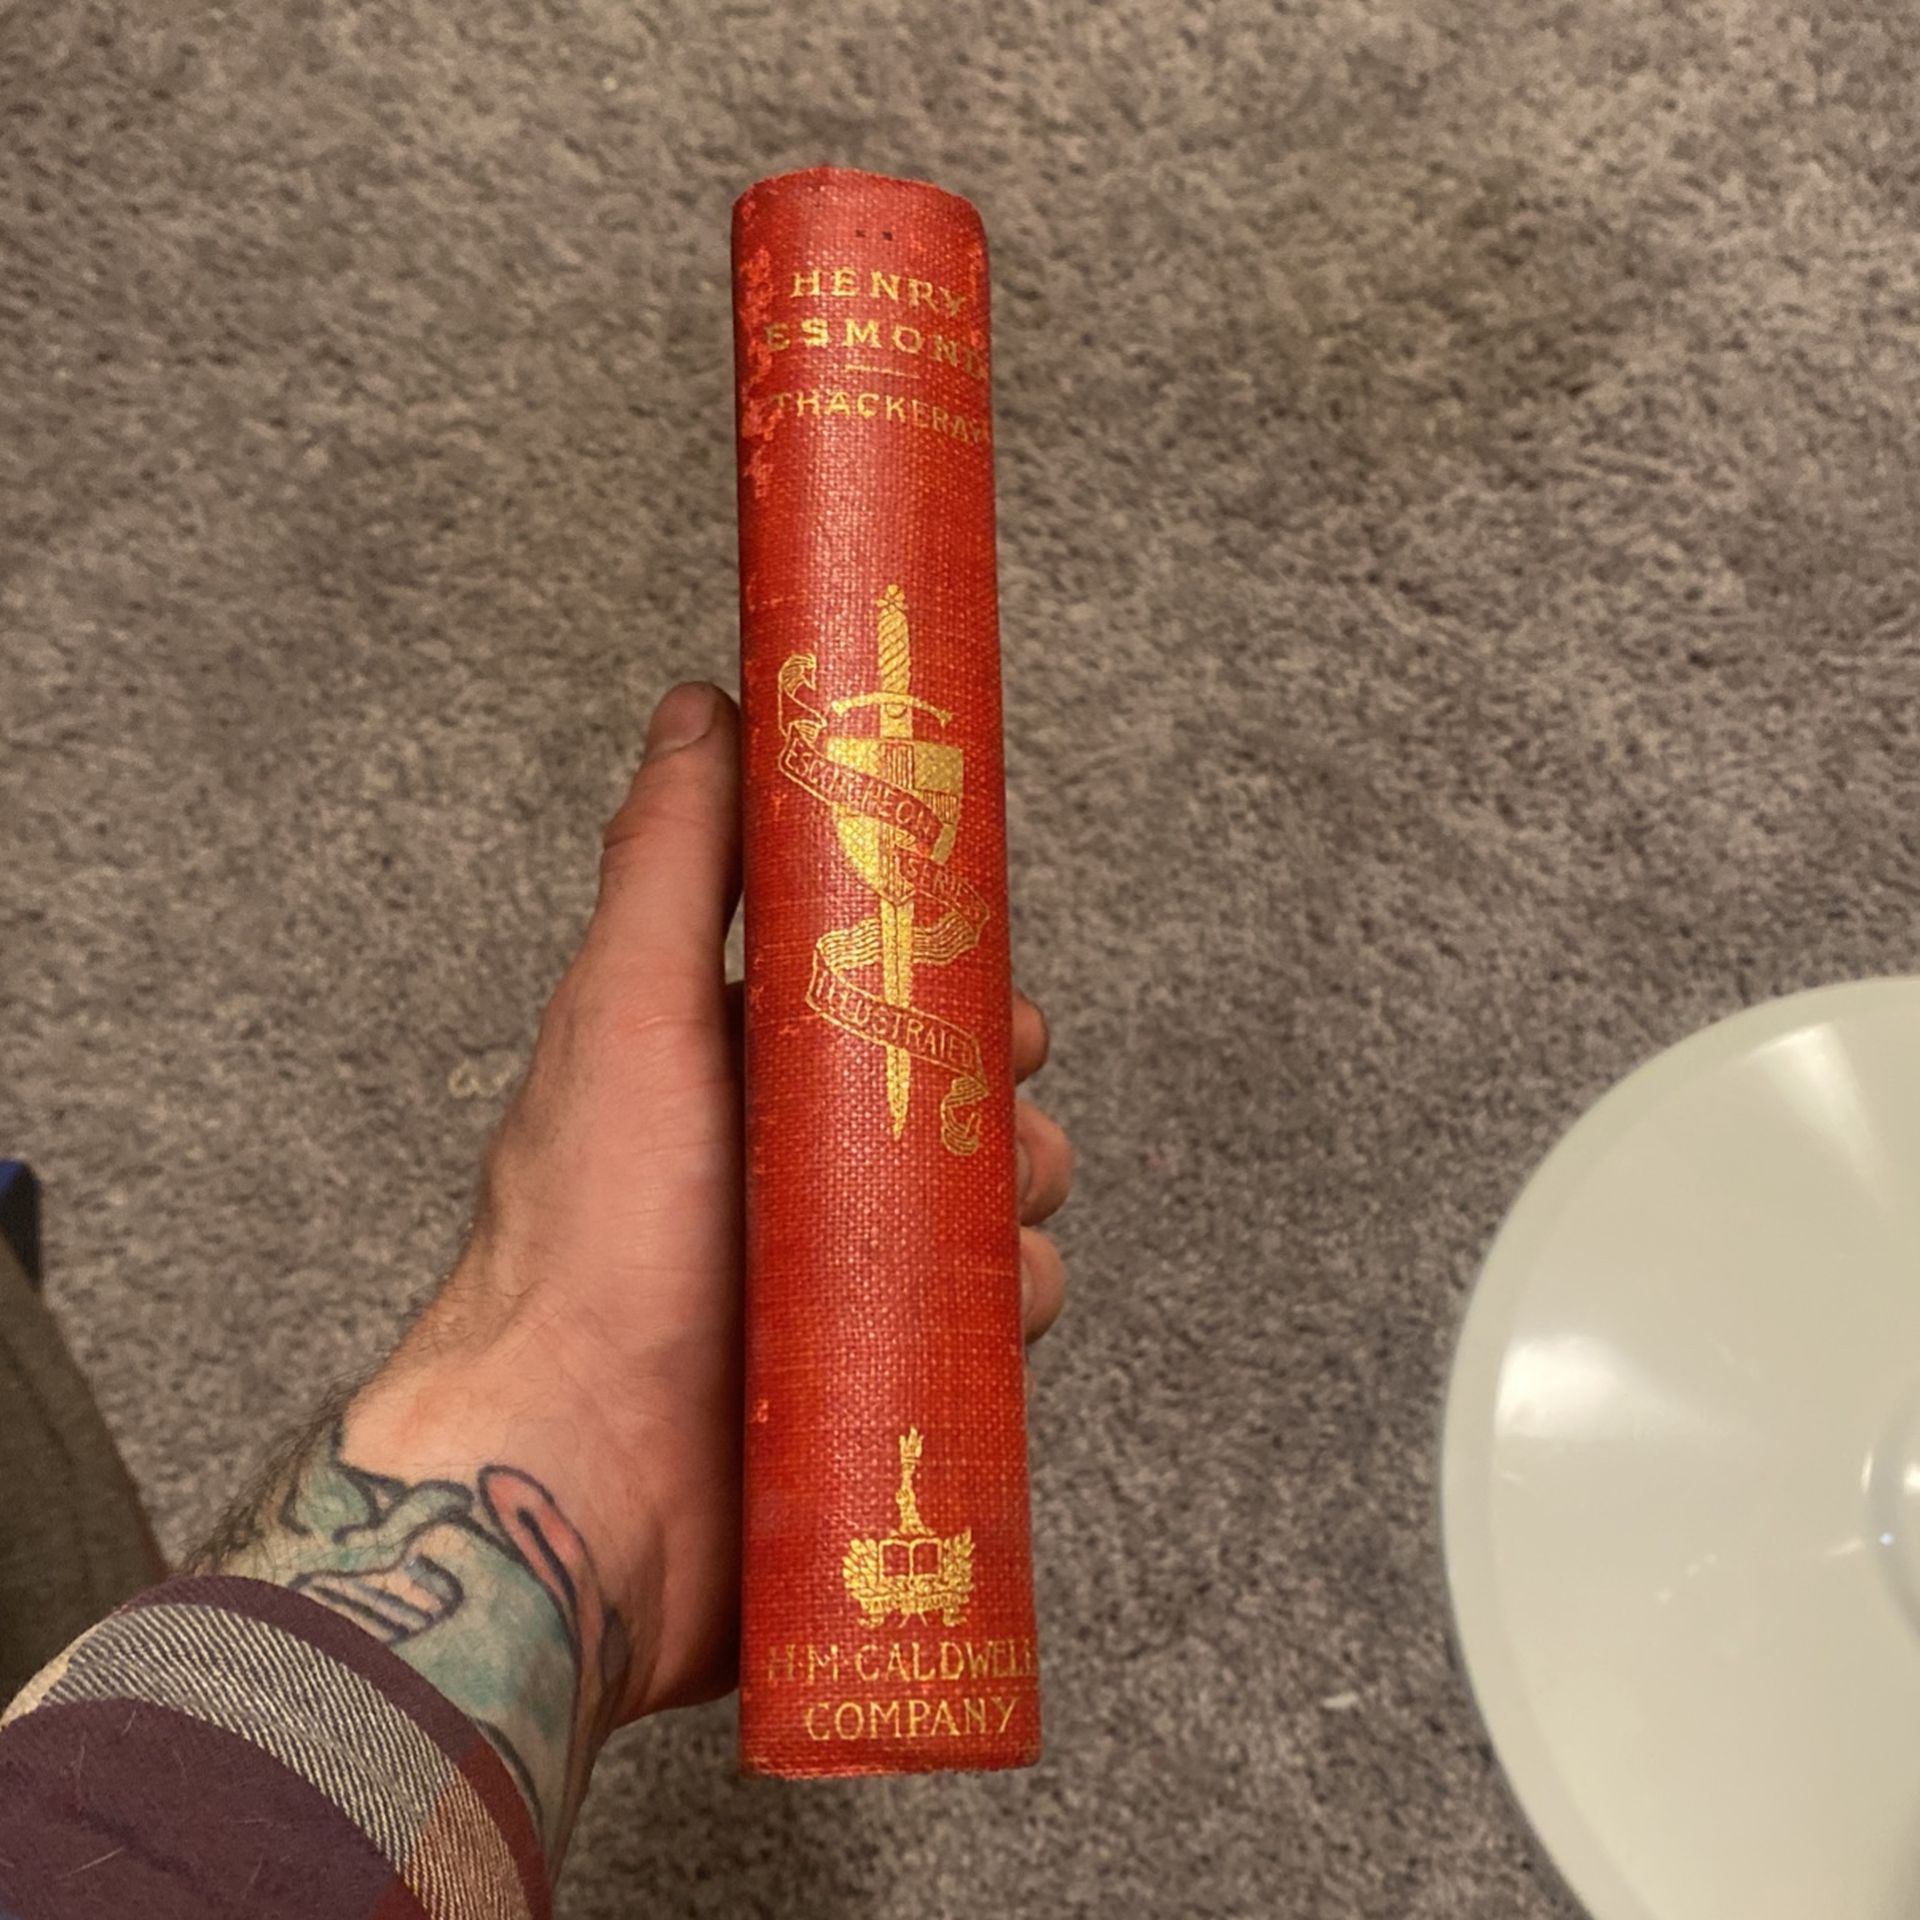 HENRY
ESMOND
THACKERAY
ESCUTCHEON
SERIES
ILLUSTRATED
H.M.CALDWELL
COMPANY